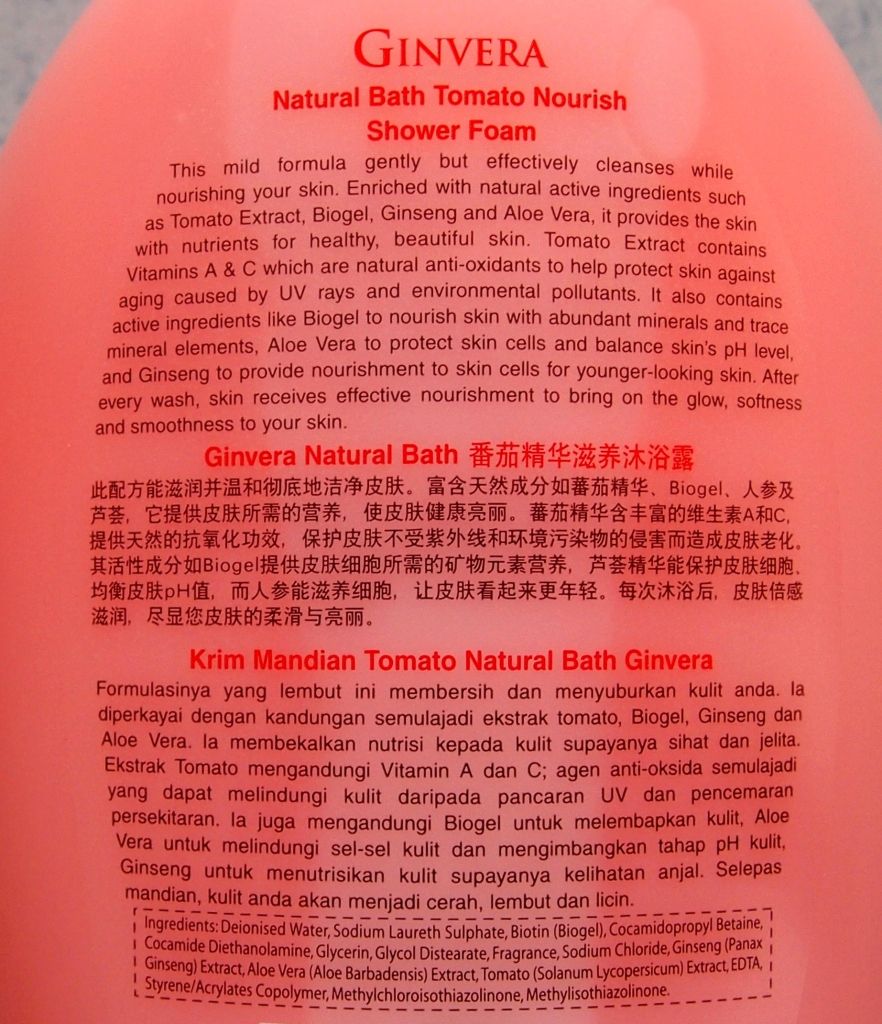 GINVERA
Natural Bath Tomato Nourish
Shower Foam
This mild formula gently but effectively cleanses while
nourishing your skin. Enriched with natural active ingredients such
as Tomato Extract, Biogel, Ginseng and Aloe Vera, it provides the skin
with nutrients for healthy, beautiful skin. Tomato Extract contains
Vitamins A & C which are natural anti-oxidants to help protect skin against
aging caused by UV rays and environmental pollutants. It also contains
active ingredients like Biogel to nourish skin with abundant minerals and trace
mineral elements, Aloe Vera to protect skin cells and balance skin's pH level,
and Ginseng to provide nourishment to skin cells for younger-looking skin. After
every wash, skin receives effective nourishment to bring on the glow, softness
and smoothness to your skin.
Ginvera Natural Bath 番茄精华滋养沐浴露
此配方能滋润并温和彻底地洁净皮肤。富含天然成分如蕃茄精华、Biogel、人参及
芦荟，它提供皮肤所需的营养，使皮肤健康亮丽。蕃茄精华含丰富的维生素A和C,
提供天然的抗氧化功效，保护皮肤不受紫外线和环境污染物的侵害而造成皮肤老化。
其活性成分如Biogel提供皮肤细胞所需的矿物元素营养，芦荟精华能保护皮肤细胞、
均衡皮肤pH值，而人参能滋养细胞，让皮肤看起来更年轻。每次沐浴后，皮肤倍感
滋润，尽显您皮肤的柔滑与亮丽。
Krim Mandian Tomato Natural Bath Ginvera
Formulasinya yang lembut ini membersih dan menyuburkan kulit anda. Ia
diperkayai dengan kandungan semulajadi ekstrak tomato, Biogel, Ginseng dan
Aloe Vera. Ia membekalkan nutrisi kepada kulit supayanya sihat dan jelita.
Ekstrak Tomato mengandungi Vitamin A dan C; agen anti-oksida semulajadi
yang dapat melindungi kulit daripada pancaran UV dan pencemaran
persekitaran. Ia juga mengandungi Biogel untuk melembapkan kulit, Aloe
Vera untuk melindungi sel-sel kulit dan mengimbangkan tahap pH kulit,
Ginseng untuk menutrisikan kulit supayanya kelihatan anjal. Selepas
mandian, kulit anda akan menjadi cerah, lembut dan licin.
Ingredients: Deionised Water, Sodium Laureth Sulphate, Biotin (Biogel), Cocamidopropyl Betaine,
Cocamide Diethanolamine, Glycerin, Glycol Distearate, Fragrance, Sodium Chloride, Ginseng (Panax
Ginseng) Extract, Aloe Vera (Aloe Barbadensis) Extract, Tomato (Solanum Lycopersicum) Extract, EDTA,
Styrene/Acrylates Copolymer, Methylchloroisothiazolinone, Methylisothiazolinone.